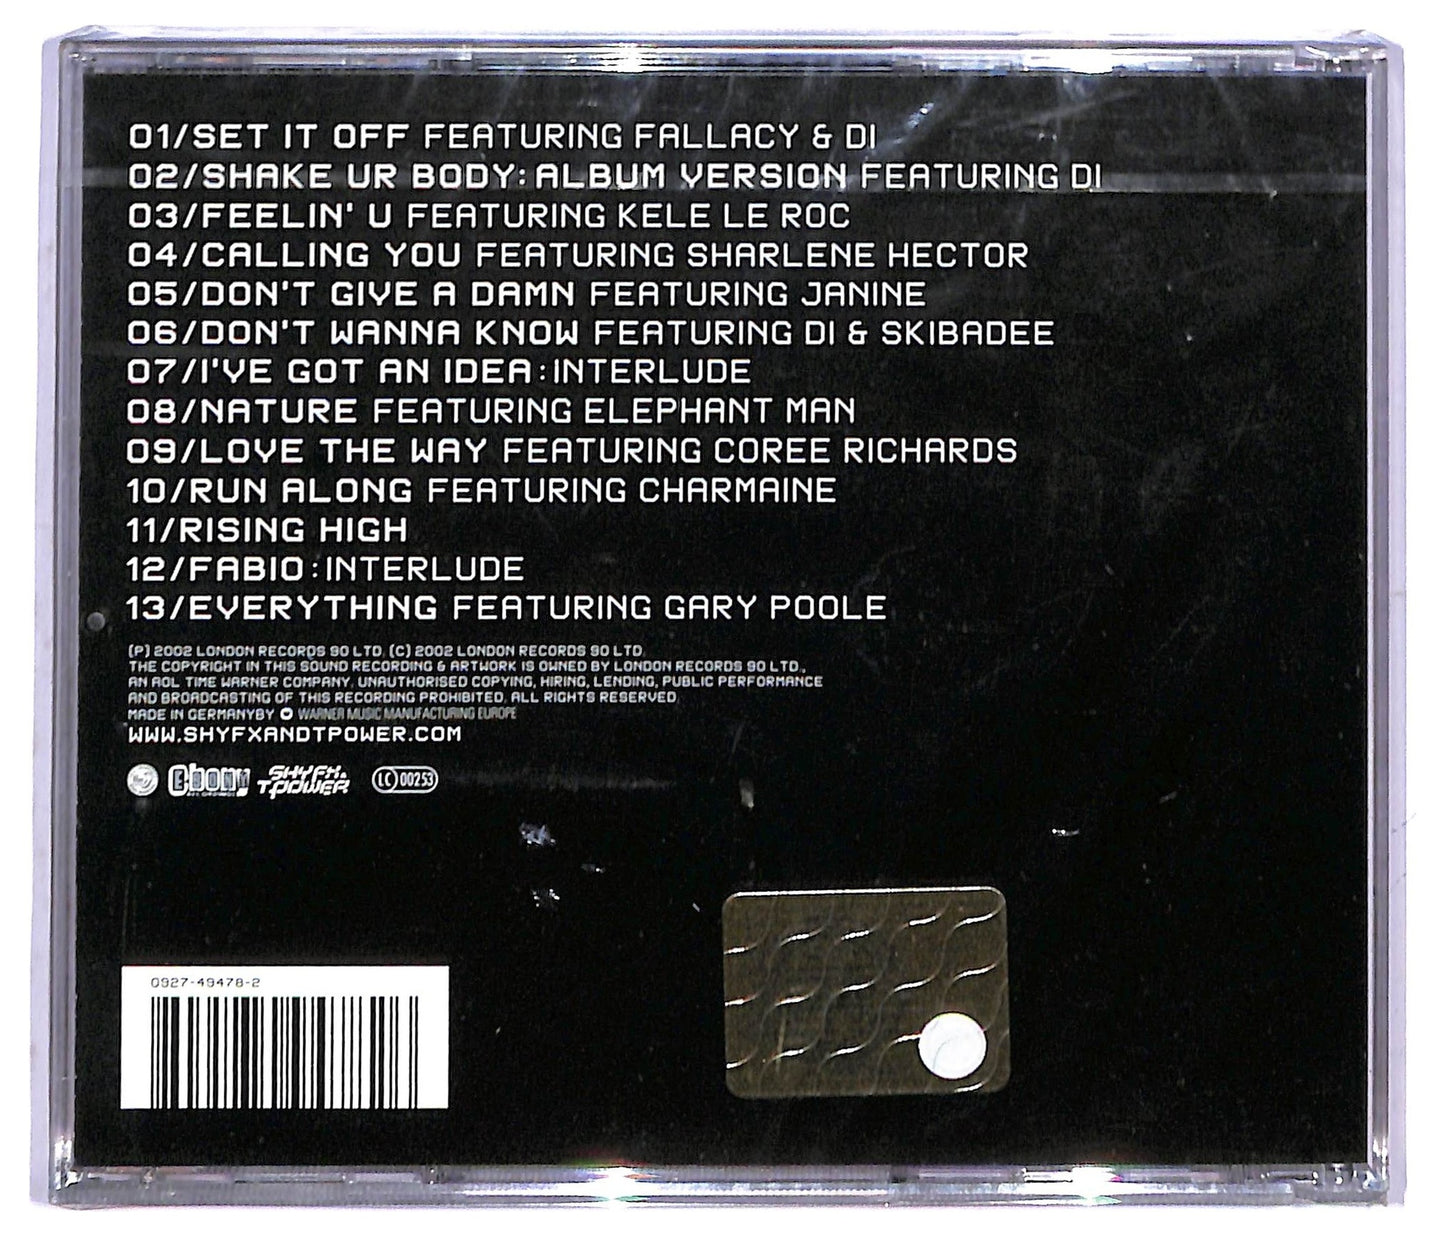 01/SET IT OFF FEATURING FALLACY & DI
02/SHAKE UR BODY: ALBUM VERSION FEATURING DI
03/FEELIN' U FEATURING KELE LE ROC
04/CALLING YOU FEATURING SHARLENE HECTOR
05/DON'T GIVE A DAMN FEATURING JANINE
06/DON'T WANNA KNOW FEATURING DI & SKIBADEE
07/I'VE GOT AN IDEA:INTERLUDE
08/NATURE FEATURING ELEPHANT MAN
09/LOVE THE WAY FEATURING COREE RICHARDS
10/RUN ALONG FEATURING CHARMAINE
11/RISING HIGH
12/FABIO:INTERLUDE
13/EVERYTHING FEATURING GARY POOLE
(P) 2002 LONDON RECORDS 90 LTD. (C) 2002 LONDON RECORDS 90 LTD.
THE COPYRIGHT IN THIS SOUND RECORDING & ARTWORK IS OWNED BY LONDON RECORDS 90 LTD.,
AN AOL TIME WARNER COMPANY. UNAUTHORISED COPYING, HIRING, LENDING, PUBLIC PERFORMANCE
AND BROADCASTING OF THIS RECORDING PROHIBITED. ALL RIGHTS RESERVED.
MADE IN GERMANYBY WARNER MUSIC MANUFACTURING EUROPE
WWW.SHYFXANDTPOWER.COM
Ebony SHYFX& TPOWER LC 00253
0927-49478-2